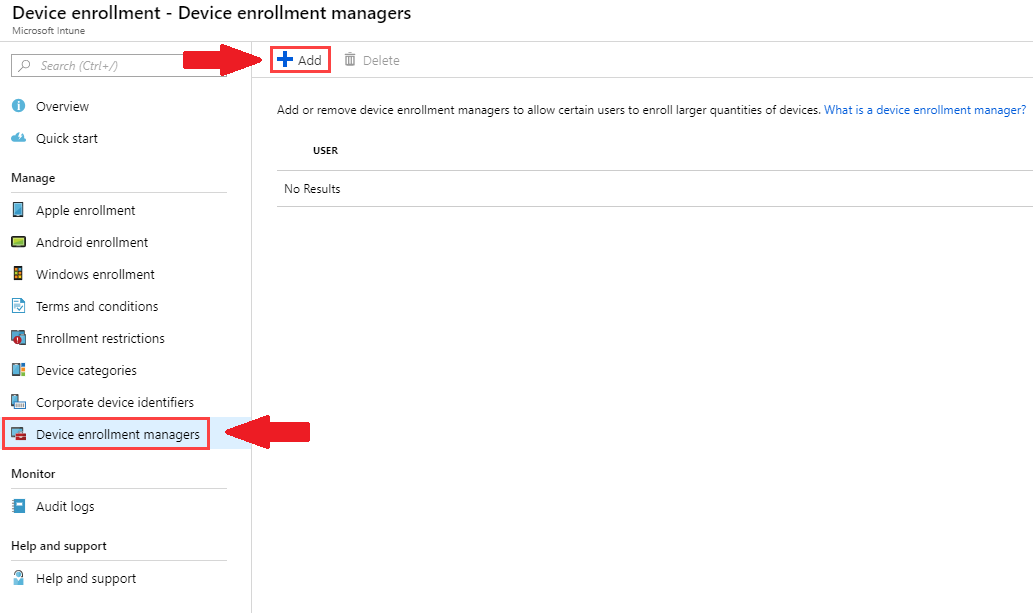 Device enrollment - Device enrollment managers
Microsoft Intune
Search (Ctrl+/)
Overview
Quick start
Manage
Apple enrollment
Android enrollment
Windows enrollment
Terms and conditions
Enrollment restrictions
Device categories
Corporate device identifiers
Device enrollment managers
Monitor
Audit logs
Help and support
Help and support
Add Delete
Add or remove device enrollment managers to allow certain users to enroll larger quantities of devices. What is a device enrollment manager?
USER
No Results